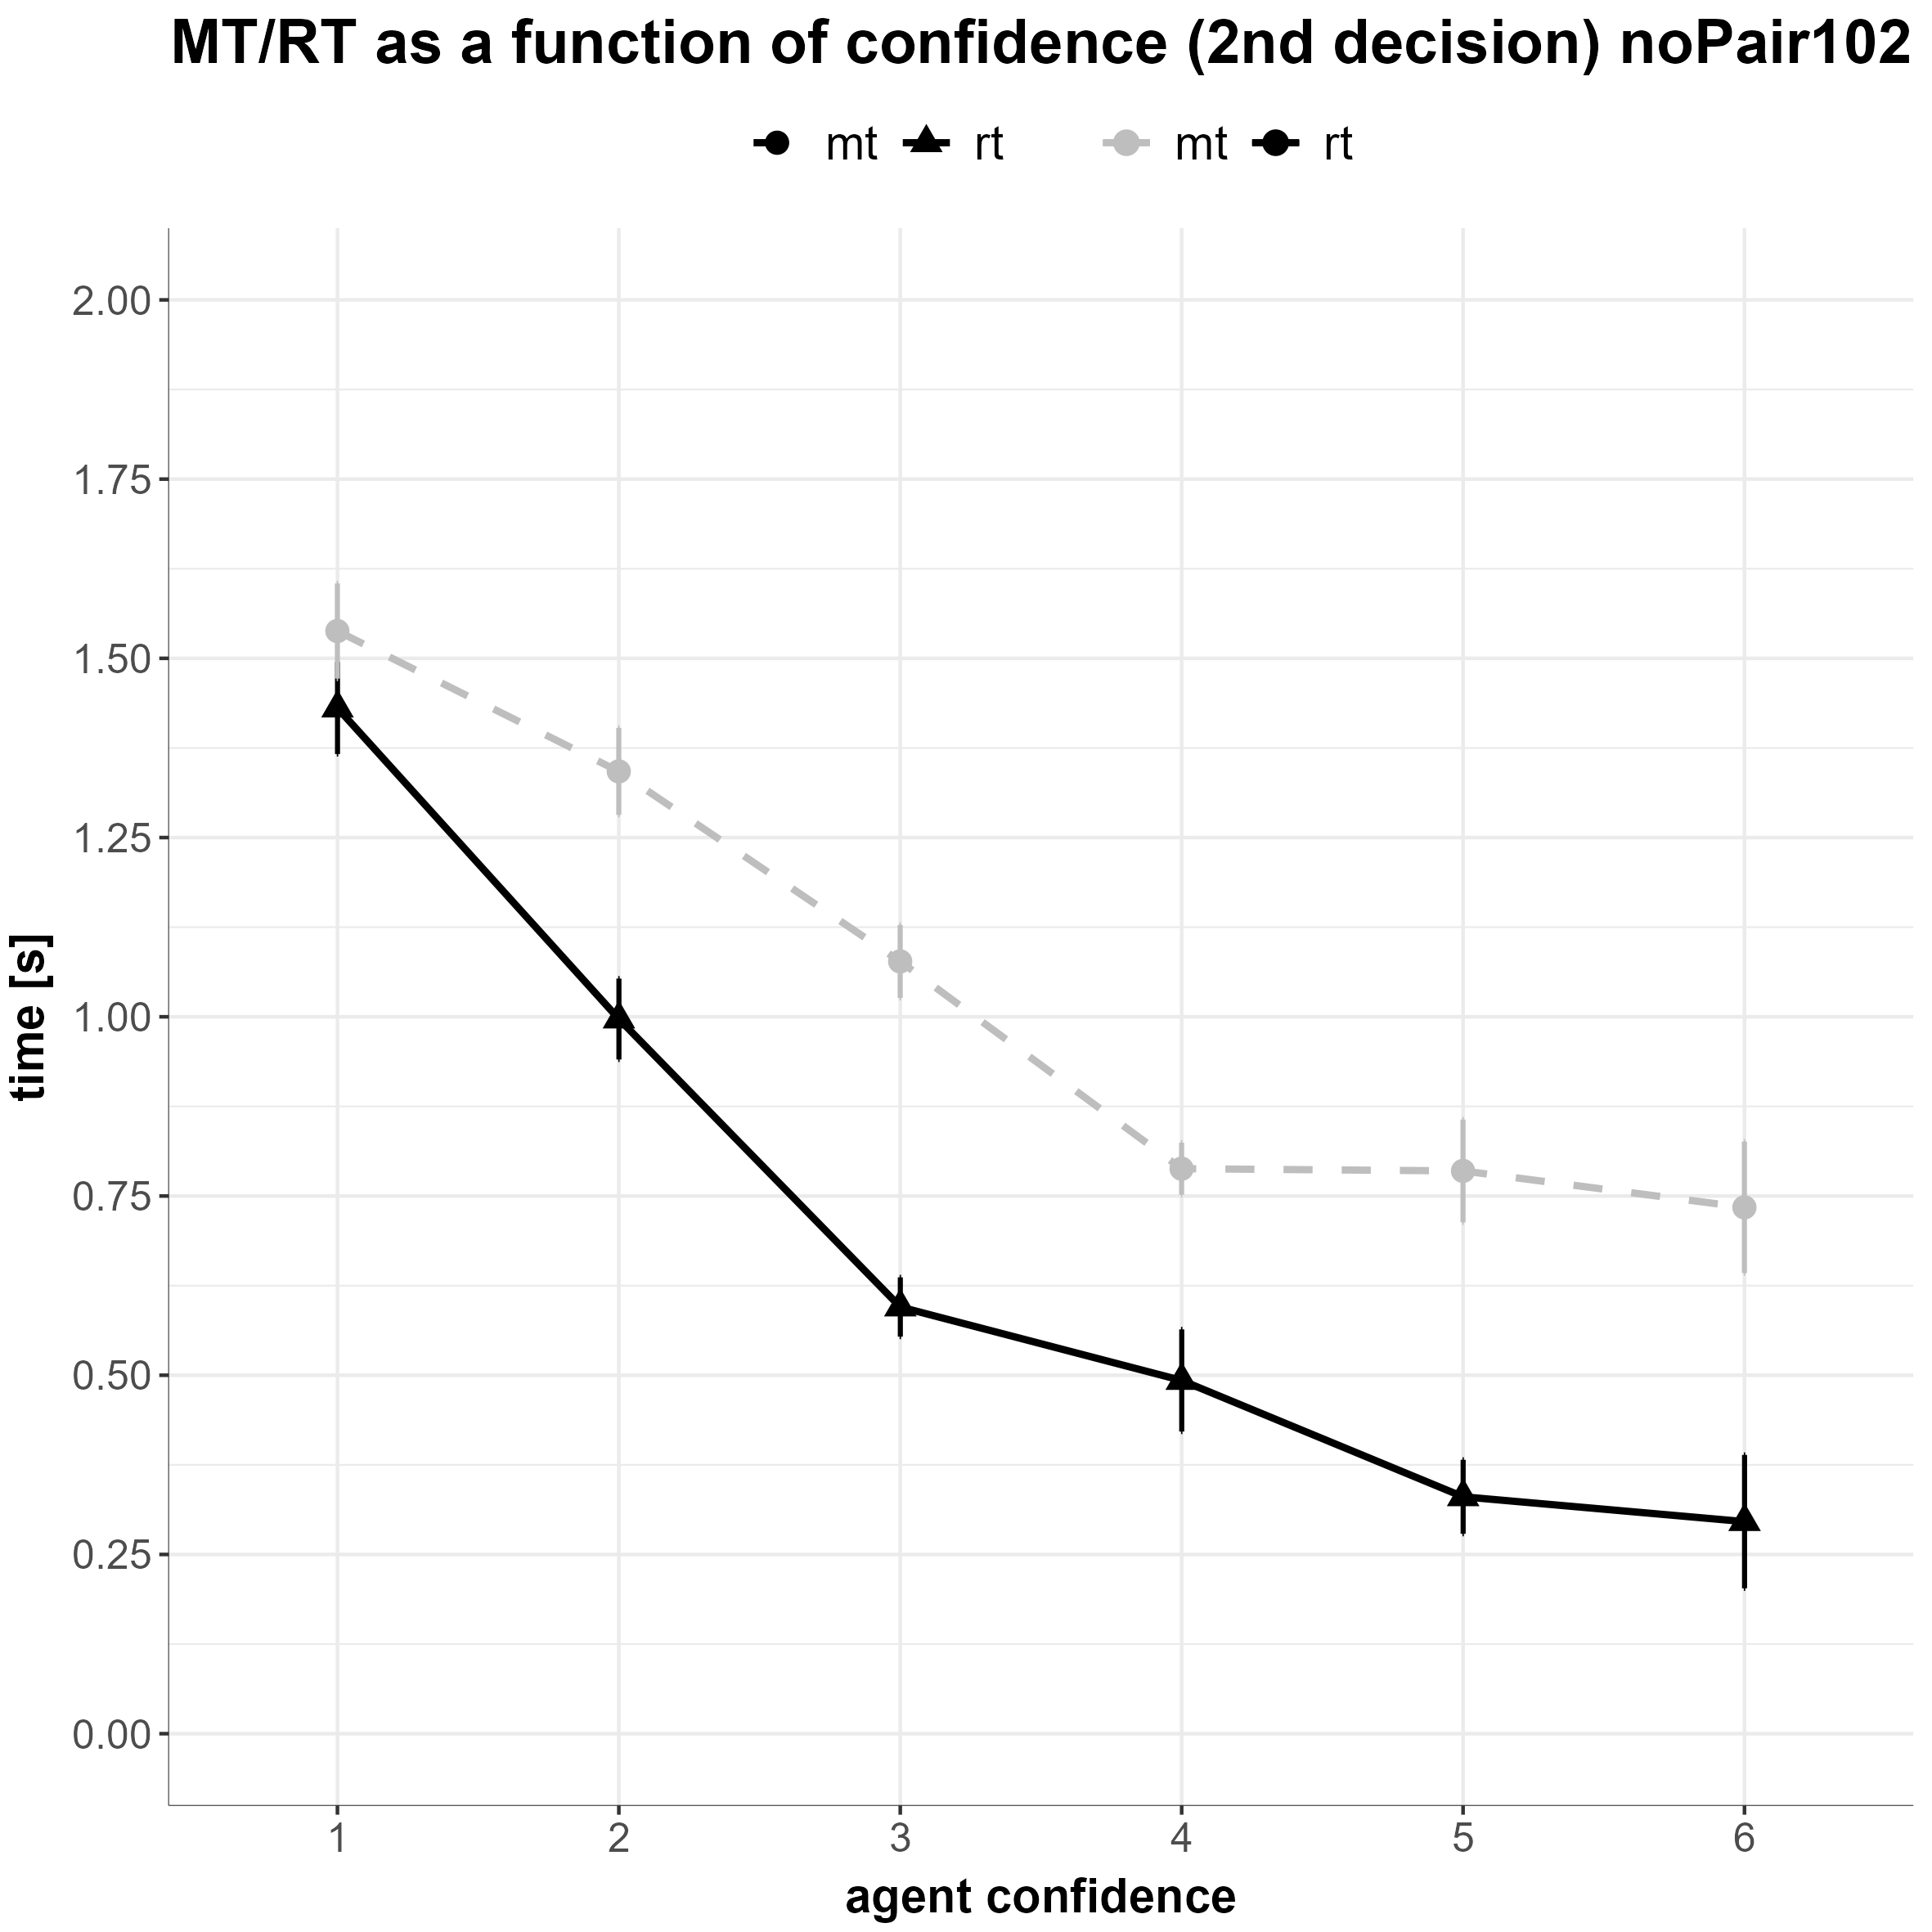 MT/RT as a function of confidence (2nd decision) noPair102
mt rt mt rt
2.00
1.75
1.50
1.25
1.00
0.75
0.50
0.25
0.00
time [s]
1 2 3 4 5 6
agent confidence